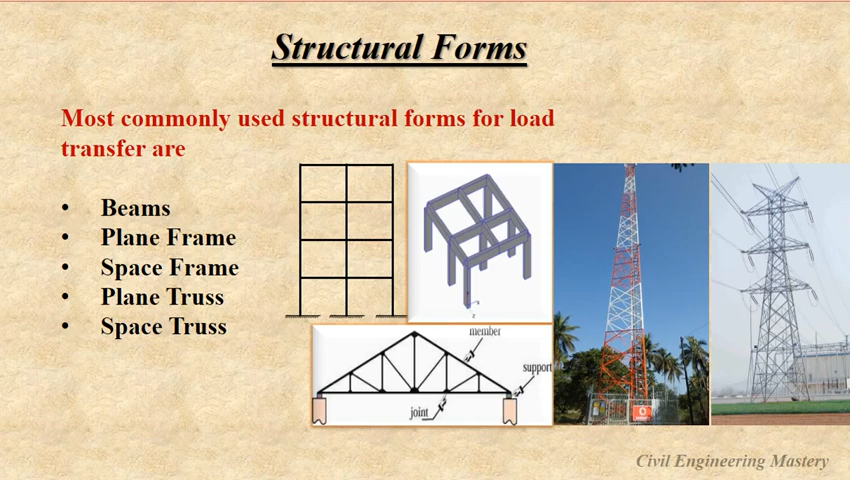 Structural Forms
Most commonly used structural forms for load
transfer are
• Beams
• Plane Frame
• Space Frame
• Plane Truss
• Space Truss
member
support
joint
z
Civil Engineering Mastery